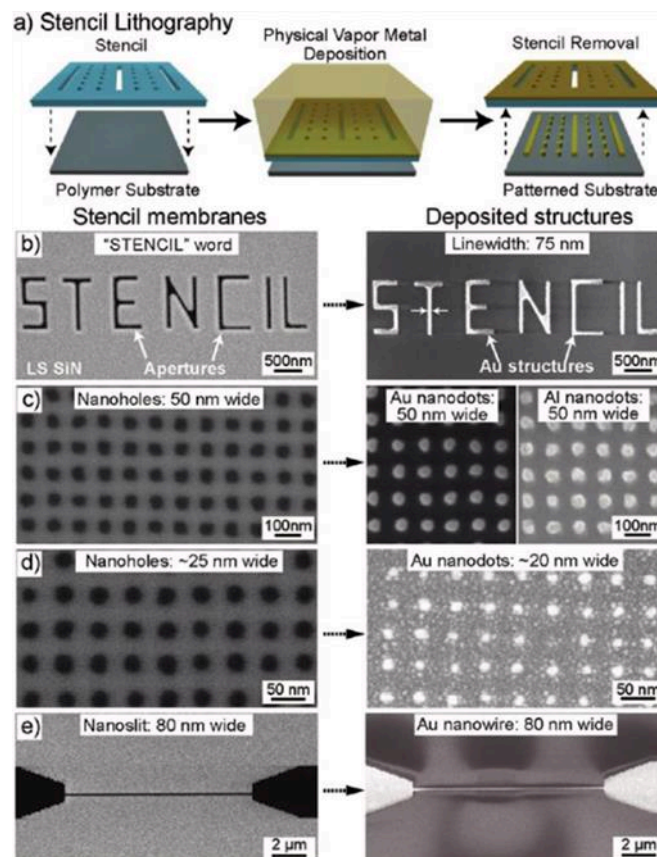 a) Stencil Lithography
Stencil
Physical Vapor Metal
Deposition
Stencil Removal
Polymer Substrate
Patterned Substrate
Stencil membranes
Deposited structures
b)
"STENCIL" word
STENCIL
LS SiN
Apertures
500nm
Linewidth: 75 nm
STENCIL
Au structures
500nm
c)
Nanoholes: 50 nm wide
100nm
Au nanodots:
50 nm wide
Al nanodots:
50 nm wide
100nm
d)
Nanoholes: ~25 nm wide
50 nm
Au nanodots: ~20 nm
50 nm
e)
Nanoslit: 80 nm wide
2 µm
Au nanowire: 80 nm wide
2 µm